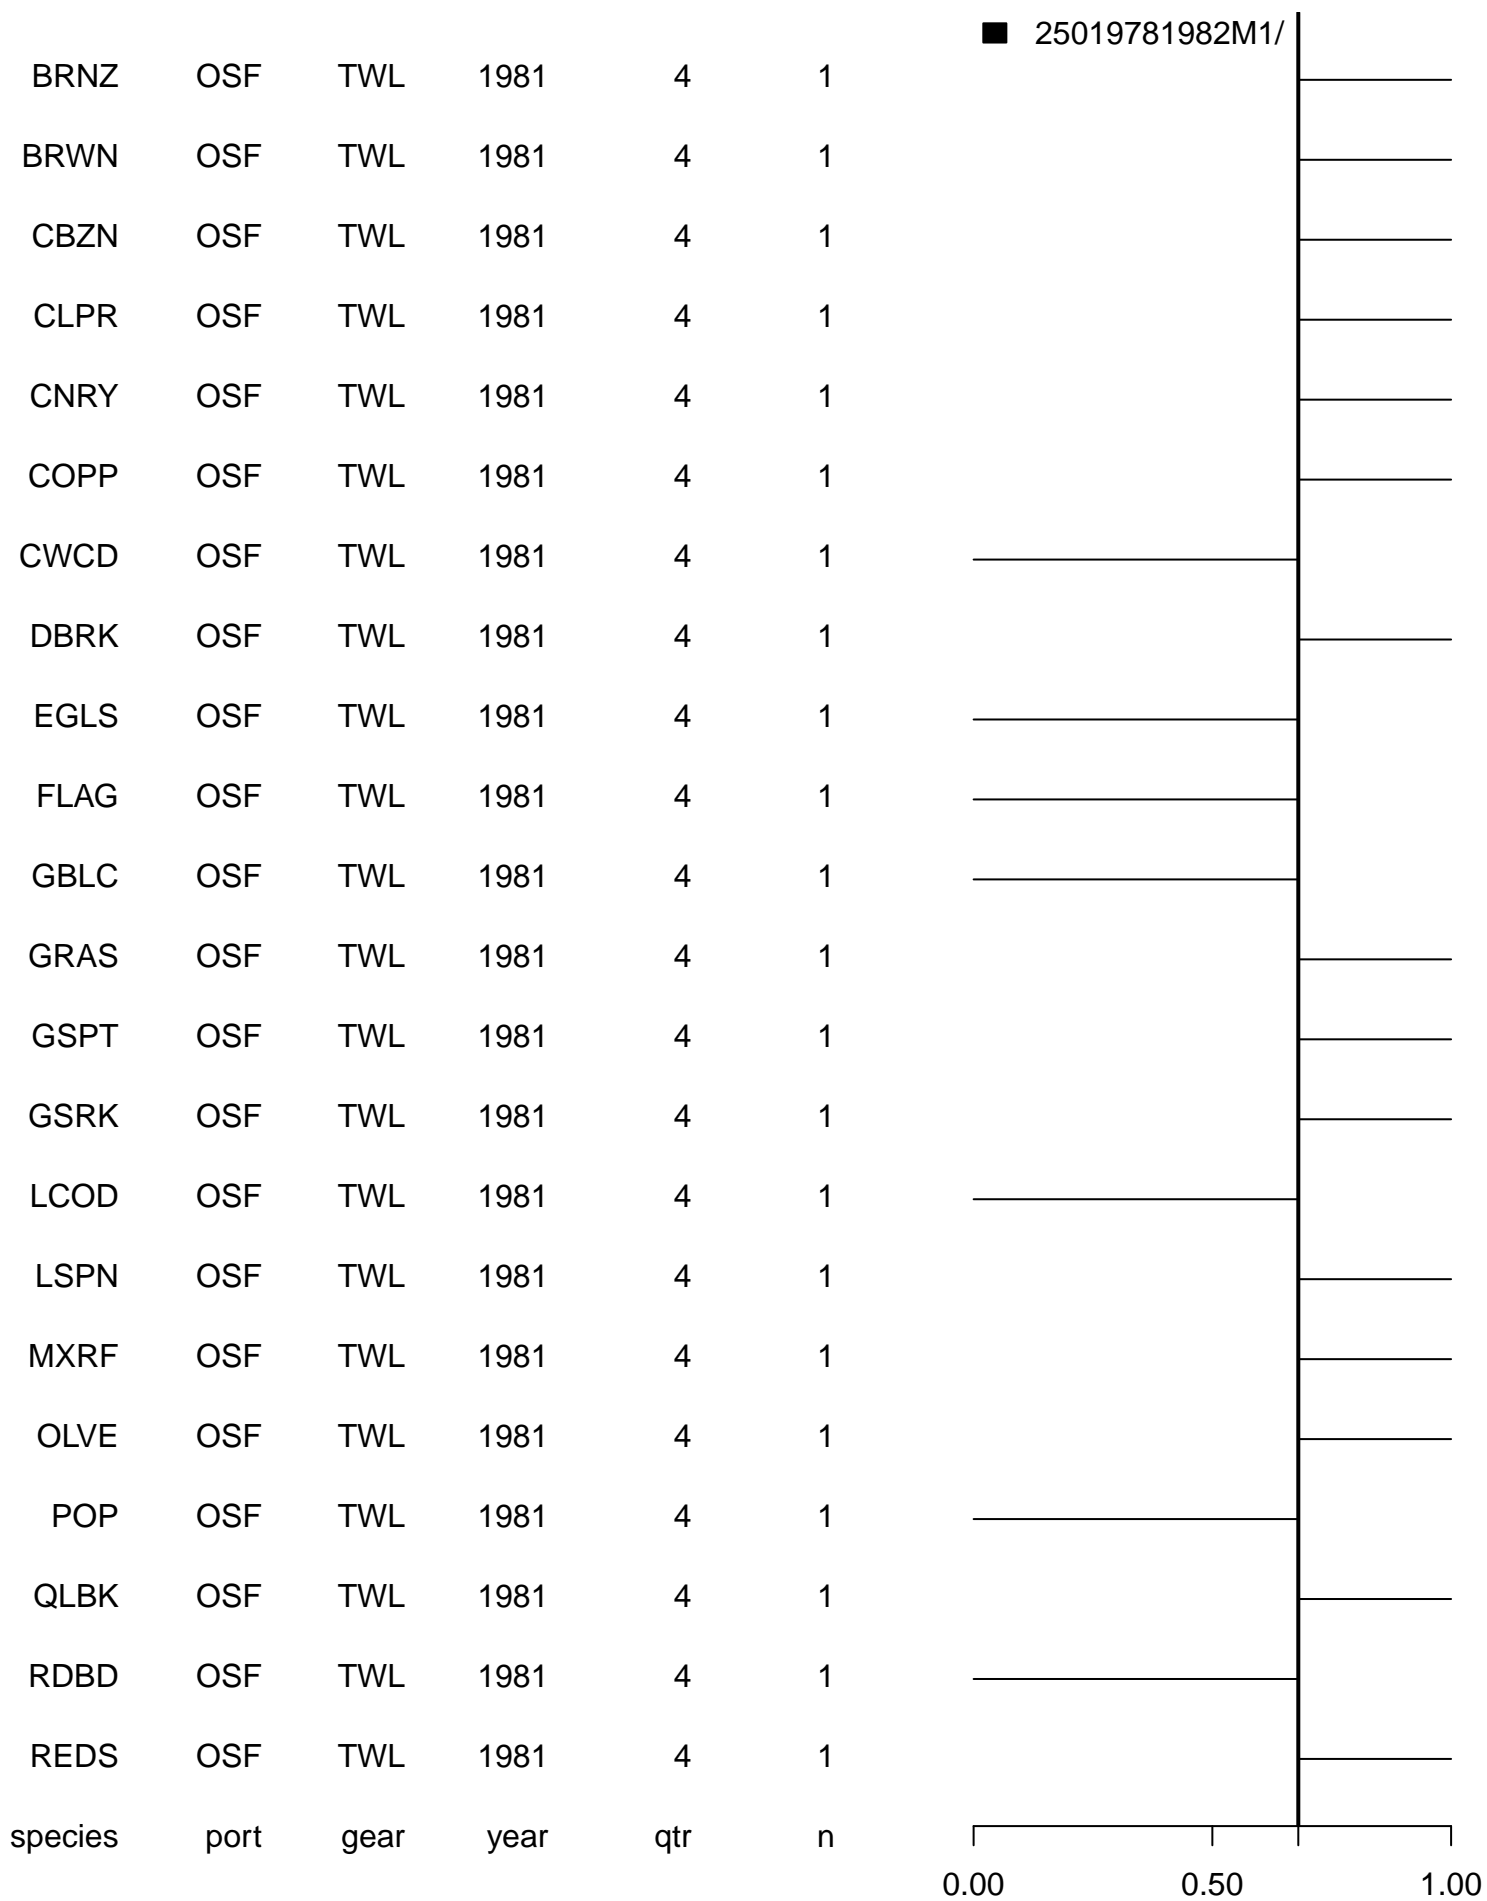 25019781982M1/
BRNZ OSF TWL 1981 4 1
BRWN OSF TWL 1981 4 1
CBZN OSF TWL 1981 4 1
CLPR OSF TWL 1981 4 1
CNRY OSF TWL 1981 4 1
COPP OSF TWL 1981 4 1
CWCD OSF TWL 1981 4 1
DBRK OSF TWL 1981 4 1
EGLS OSF TWL 1981 4 1
FLAG OSF TWL 1981 4 1
GBLC OSF TWL 1981 4 1
GRAS OSF TWL 1981 4 1
GSPT OSF TWL 1981 4 1
GSRK OSF TWL 1981 4 1
LCOD OSF TWL 1981 4 1
LSPN OSF TWL 1981 4 1
MXRF OSF TWL 1981 4 1
OLVE OSF TWL 1981 4 1
POP OSF TWL 1981 4 1
QLBK OSF TWL 1981 4 1
RDBD OSF TWL 1981 4 1
REDS OSF TWL 1981 4 1
species port gear year qtr n
0.00 0.50 1.00